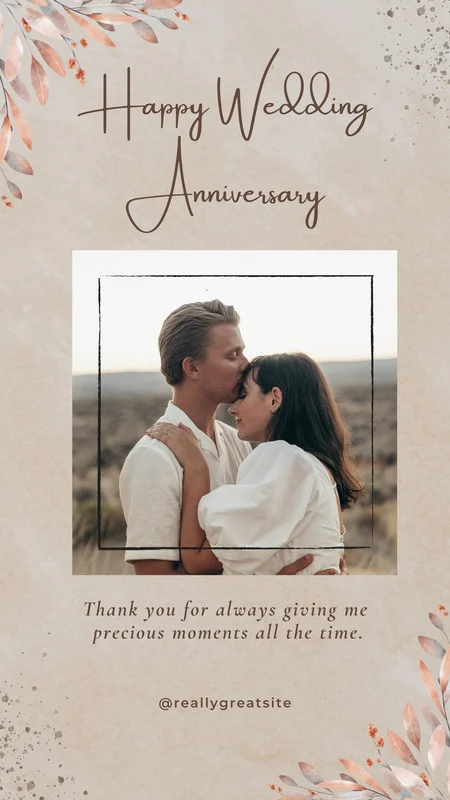 Happy Wedding
Anniversary
Thank you for always giving me
precious moments all the time.
@reallygreatsite